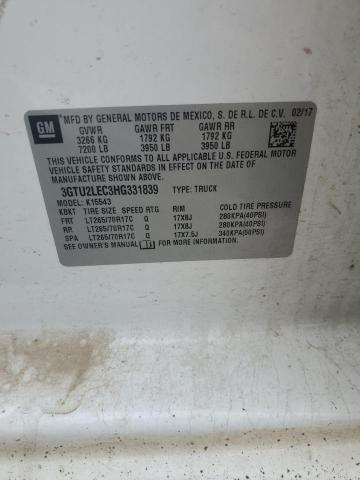 GM
MFD BY GENERAL MOTORS DE MEXICO, S. DE R.L. DE C.V. 02/17
GVWR GAWR FRT GAWR RR
3266 KG 1792 KG 1792 KG
7200 LB 3950 LB 3950 LB
THIS VEHICLE CONFORMS TO ALL APPLICABLE U.S. FEDERAL MOTOR
VEHICLE SAFETY STANDARDS IN EFFECT ON THE DATE OF
MANUFACTURE SHOWN ABOVE.
3GTU2LEC3HG331839 TYPE: TRUCK
MODEL: K15543
KBKT TIRE SIZE SPEED RTG RIM COLD TIRE PRESSURE
FRT LT265/70R17C Q 17X8J 280KPA(40PSI)
RR LT265/70R17C Q 17X8J 280KPA(40PSI)
SPA LT265/70R17C Q 17X7.5J 340KPA(50PSI)
SEE OWNER'S MANUAL FOR ADDITIONAL INFORMATION.